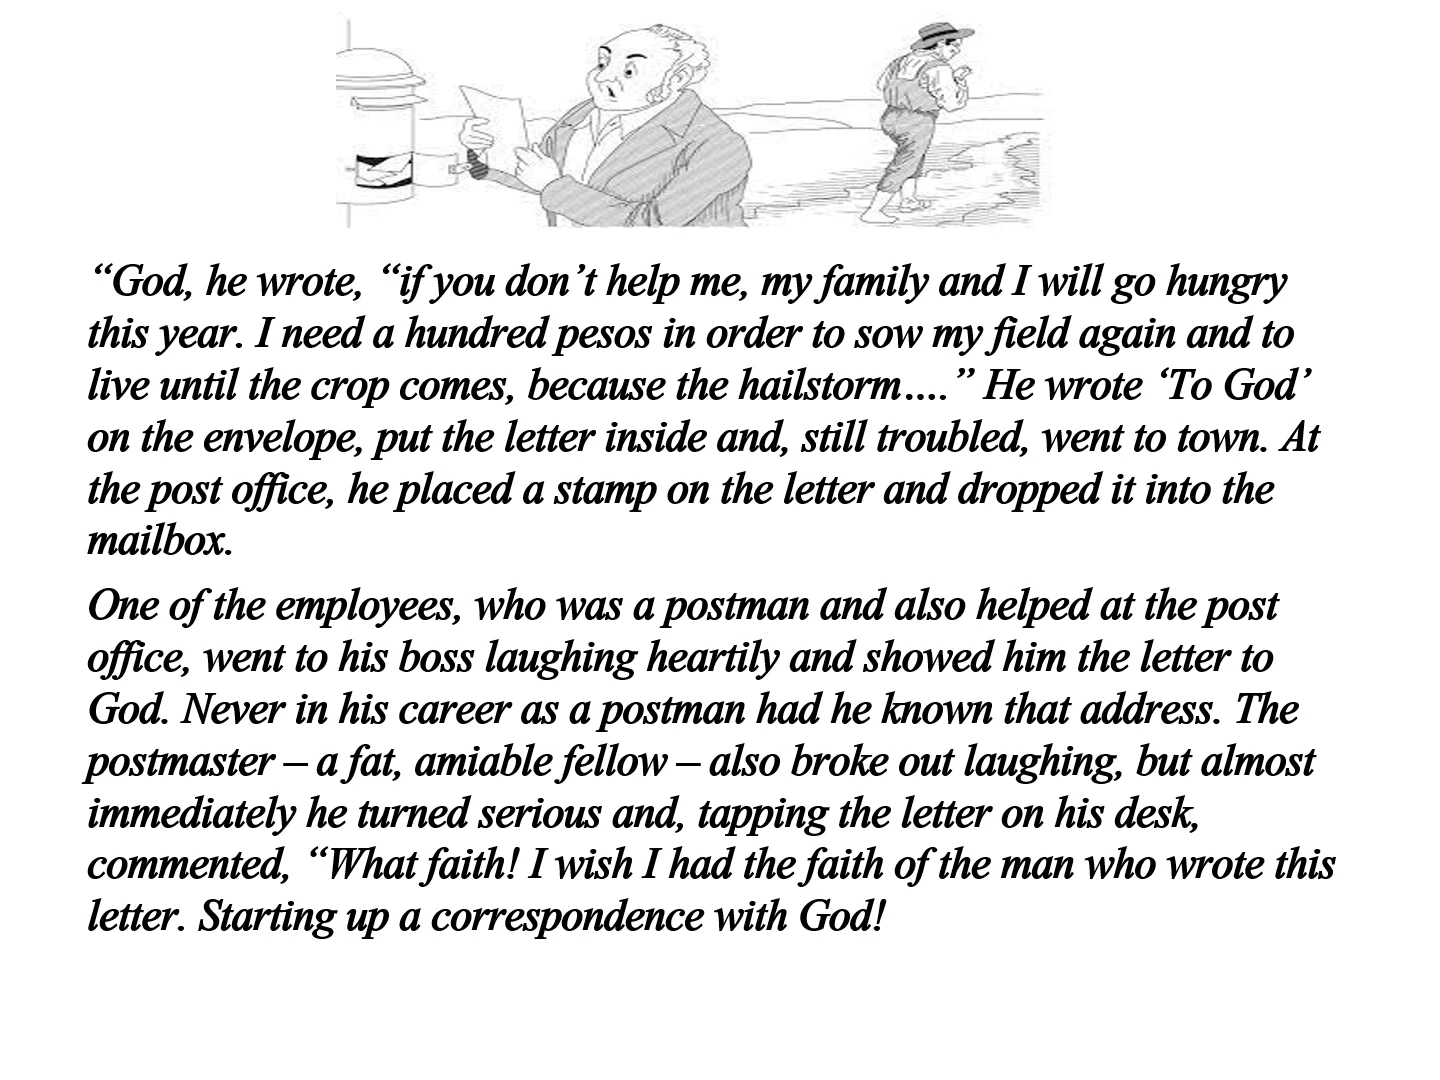 “God, he wrote, “if you don’t help me, my family and I will go hungry
this year. I need a hundred pesos in order to sow my field again and to
live until the crop comes, because the hailstorm….” He wrote ‘To God’
on the envelope, put the letter inside and, still troubled, went to town. At
the post office, he placed a stamp on the letter and dropped it into the
mailbox.
One of the employees, who was a postman and also helped at the post
office, went to his boss laughing heartily and showed him the letter to
God. Never in his career as a postman had he known that address. The
postmaster – a fat, amiable fellow – also broke out laughing, but almost
immediately he turned serious and, tapping the letter on his desk,
commented, “What faith! I wish I had the faith of the man who wrote this
letter. Starting up a correspondence with God!